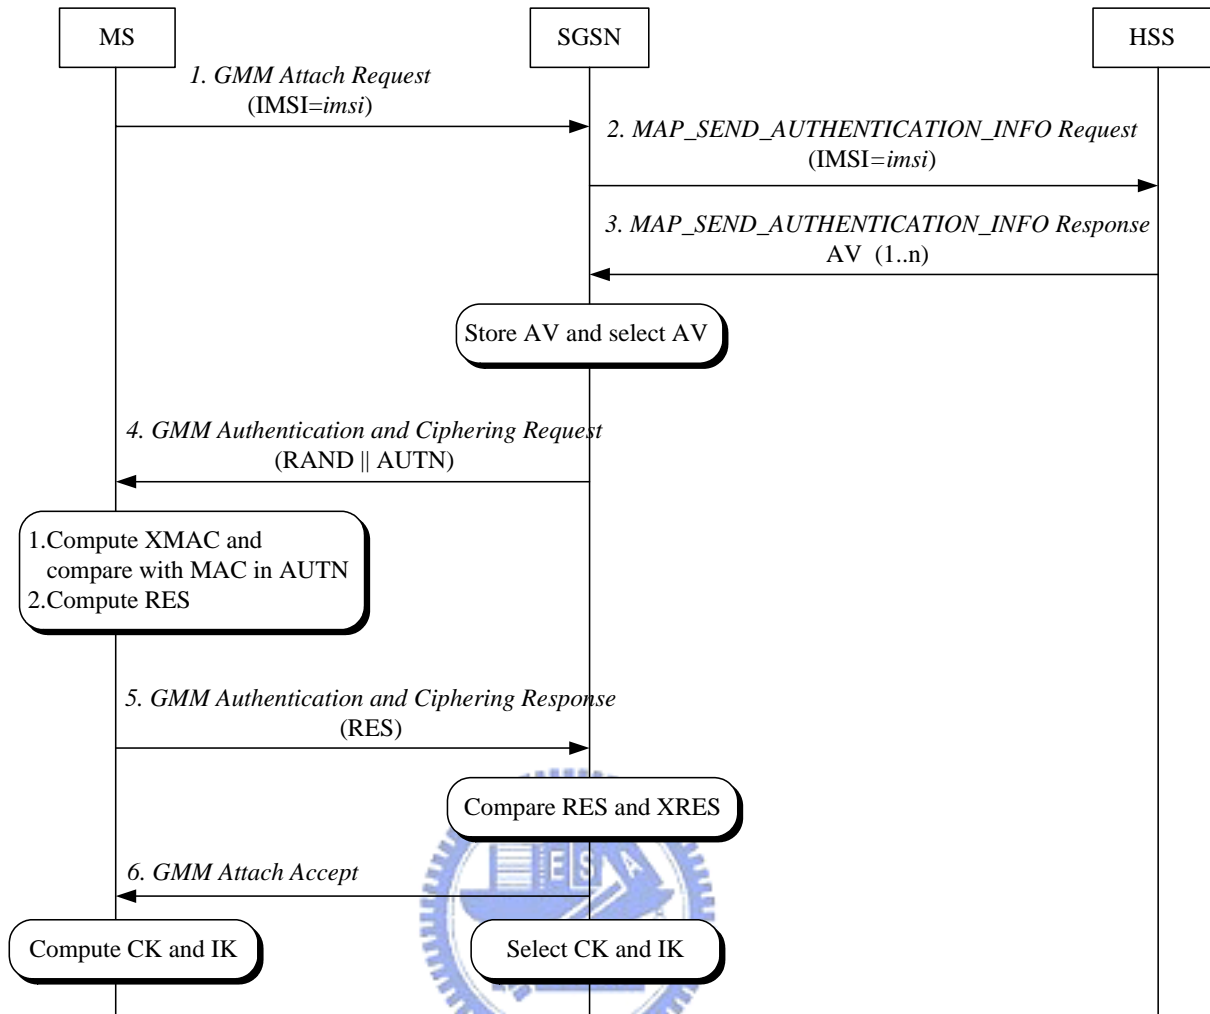 MS
SGSN
HSS
1. GMM Attach Request
(IMSI=imsi)
2. MAP_SEND_AUTHENTICATION_INFO Request
(IMSI=imsi)
3. MAP_SEND_AUTHENTICATION_INFO Response
AV (1..n)
Store AV and select AV
4. GMM Authentication and Ciphering Request
(RAND || AUTN)
1.Compute XMAC and
compare with MAC in AUTN
2.Compute RES
5. GMM Authentication and Ciphering Response
(RES)
Compare RES and XRES
ESA
6. GMM Attach Accept
Compute CK and IK
Select CK and IK